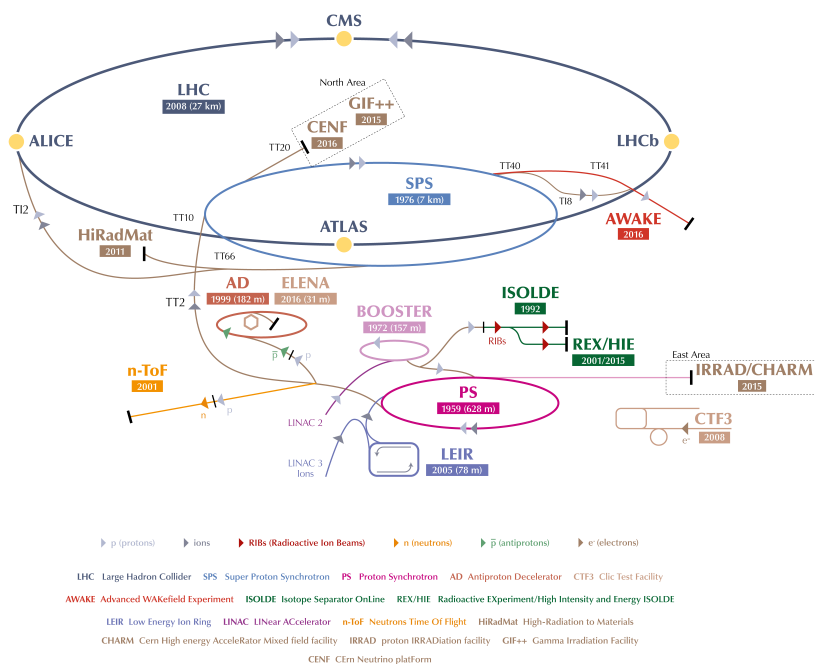 CMS
North Area
LHC
2008 (27 km)
GIF++
2015
CENF
2016
ALICE
LHCb
TT20
TT40
TT41
SPS
1976 (7 km)
TI8
TI2
TT10
ATLAS
AWAKE
2016
HiRadMat
2011
TT66
AD
1999 (182 m)
ELENA
2016 (31 m)
TT2
BOOSTER
1972 (157 m)
ISOLDE
1992
RIBs
REX/HIE
2001/2015
p̅
p
East Area
n-ToF
2001
IRRAD/CHARM
2015
PS
1959 (628 m)
n
p
LINAC 2
CTF3
2008
e-
LINAC 3
Ions
LEIR
2005 (78 m)
p (protons) ions RIBs (Radioactive Ion Beams) n (neutrons) p̅ (antiprotons) e- (electrons)
LHC Large Hadron Collider SPS Super Proton Synchrotron PS Proton Synchrotron AD Antiproton Decelerator CTF3 Clic Test Facility
AWAKE Advanced WAKefield Experiment ISOLDE Isotope Separator OnLine REX/HIE Radioactive EXperiment/High Intensity and Energy ISOLDE
LEIR Low Energy Ion Ring LINAC LINear ACcelerator n-ToF Neutrons Time Of Flight HiRadMat High-Radiation to Materials
CHARM Cern High energy AcceleRator Mixed field facility IRRAD proton IRRADiation facility GIF++ Gamma Irradiation Facility
CENF CErn Neutrino platForm